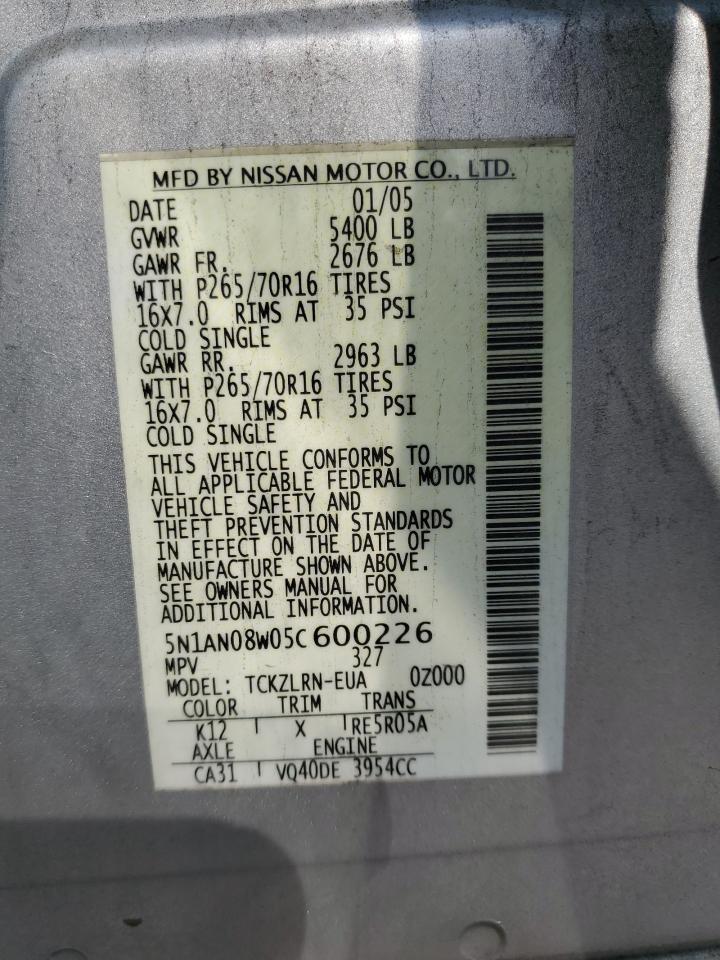 MFD BY NISSAN MOTOR CO., LTD.
DATE 01/05
GVWR 5400 LB
GAWR FR. 2676 LB
WITH P265/70R16 TIRES
16X7.0 RIMS AT 35 PSI
COLD SINGLE
GAWR RR. 2963 LB
WITH P265/70R16 TIRES
16X7.0 RIMS AT 35 PSI
COLD SINGLE
THIS VEHICLE CONFORMS TO
ALL APPLICABLE FEDERAL MOTOR
VEHICLE SAFETY AND
THEFT PREVENTION STANDARDS
IN EFFECT ON THE DATE OF
MANUFACTURE SHOWN ABOVE.
SEE OWNERS MANUAL FOR
ADDITIONAL INFORMATION.
5N1AN08W05C600226
MPV 327
MODEL: TCKZLRN-EUA 0Z000
COLOR TRIM TRANS
K12 X RE5R05A
AXLE ENGINE
CA31 VQ40DE 3954CC